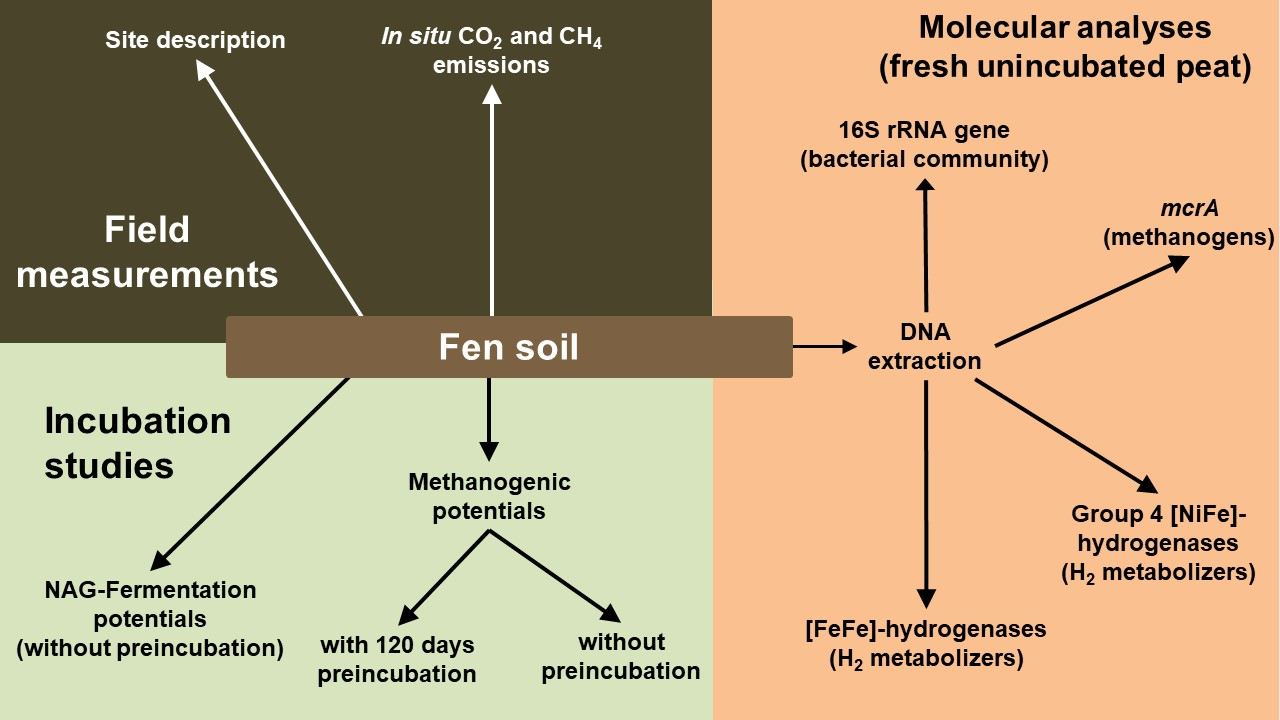 Site description
In situ CO₂ and CH₄
emissions
Field
measurements
Molecular analyses
(fresh unincubated peat)
16S rRNA gene
(bacterial community)
mcrA
(methanogens)
Fen soil
DNA
extraction
Incubation
studies
Methanogenic
potentials
NAG-Fermentation
potentials
(without preincubation)
with 120 days
preincubation
without
preincubation
Group 4 [NiFe]-
hydrogenases
(H₂ metabolizers)
[FeFe]-hydrogenases
(H₂ metabolizers)